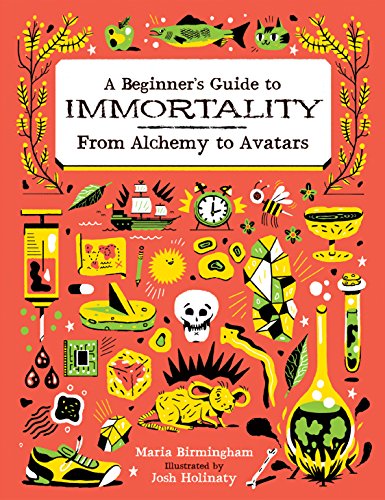 A Beginner's Guide to
IMMORTALITY
From Alchemy to Avatars
Maria Birmingham
Illustrated by
Josh Holinaty